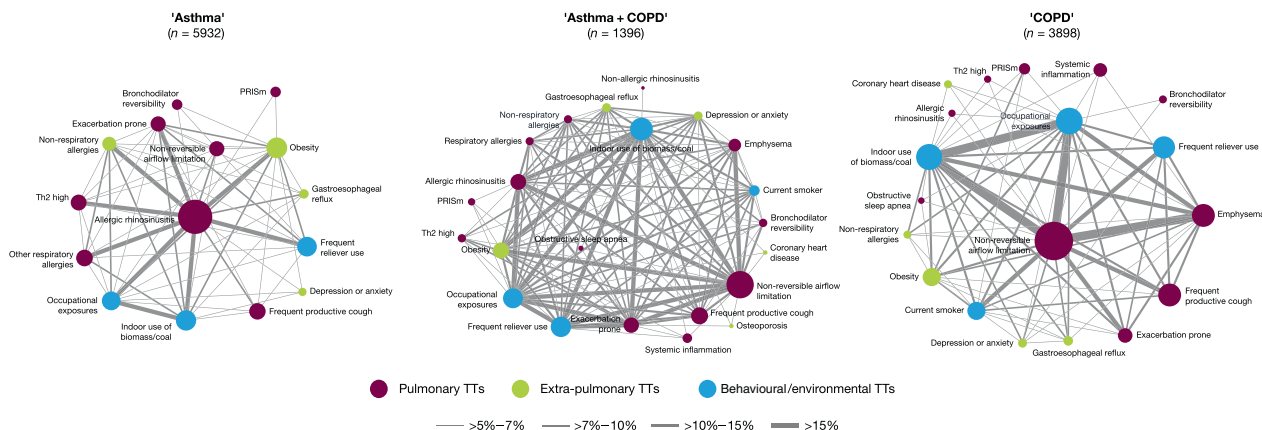 'Asthma'
(n = 5932)
PRISm
Bronchodilator
reversibility
Exacerbation prone
Non-respiratory
allergies
Non-reversible
airflow limitation
Obesity
Th2 high
Gastroesophageal
reflux
Allergic rhinosinusitis
Other respiratory
allergies
Frequent
reliever use
Occupational
exposures
Depression or anxiety
Indoor use of
biomass/coal
Frequent productive cough
'Asthma + COPD'
(n = 1396)
Non-allergic rhinosinusitis
Gastroesophageal reflux
Non-respiratory
allergies
Depression or anxiety
Respiratory allergies
Indoor use of biomass/coal
Emphysema
Allergic rhinosinusitis
Current smoker
PRISm
Bronchodilator
reversibility
Th2 high
Obstructive sleep apnea
Obesity
Coronary heart
disease
Occupational
exposures
Non-reversible airflow
limitation
Frequent reliever use
Exacerbation
prone
Frequent productive cough
Osteoporosis
Systemic inflammation
'COPD'
(n = 3898)
Th2 high
PRISm
Systemic
inflammation
Coronary heart disease
Bronchodilator
reversibility
Allergic
rhinosinusitis
Occupational
exposures
Indoor use
of biomass/coal
Frequent reliever use
Obstructive
sleep apnea
Emphysema
Non-respiratory
allergies
Non-reversible
airflow limitation
Obesity
Frequent
productive cough
Current smoker
Exacerbation prone
Depression or anxiety
Gastroesophageal reflux
Pulmonary TTs
Extra-pulmonary TTs
Behavioural/environmental TTs
>5%–7%
>7%–10%
>10%–15%
>15%